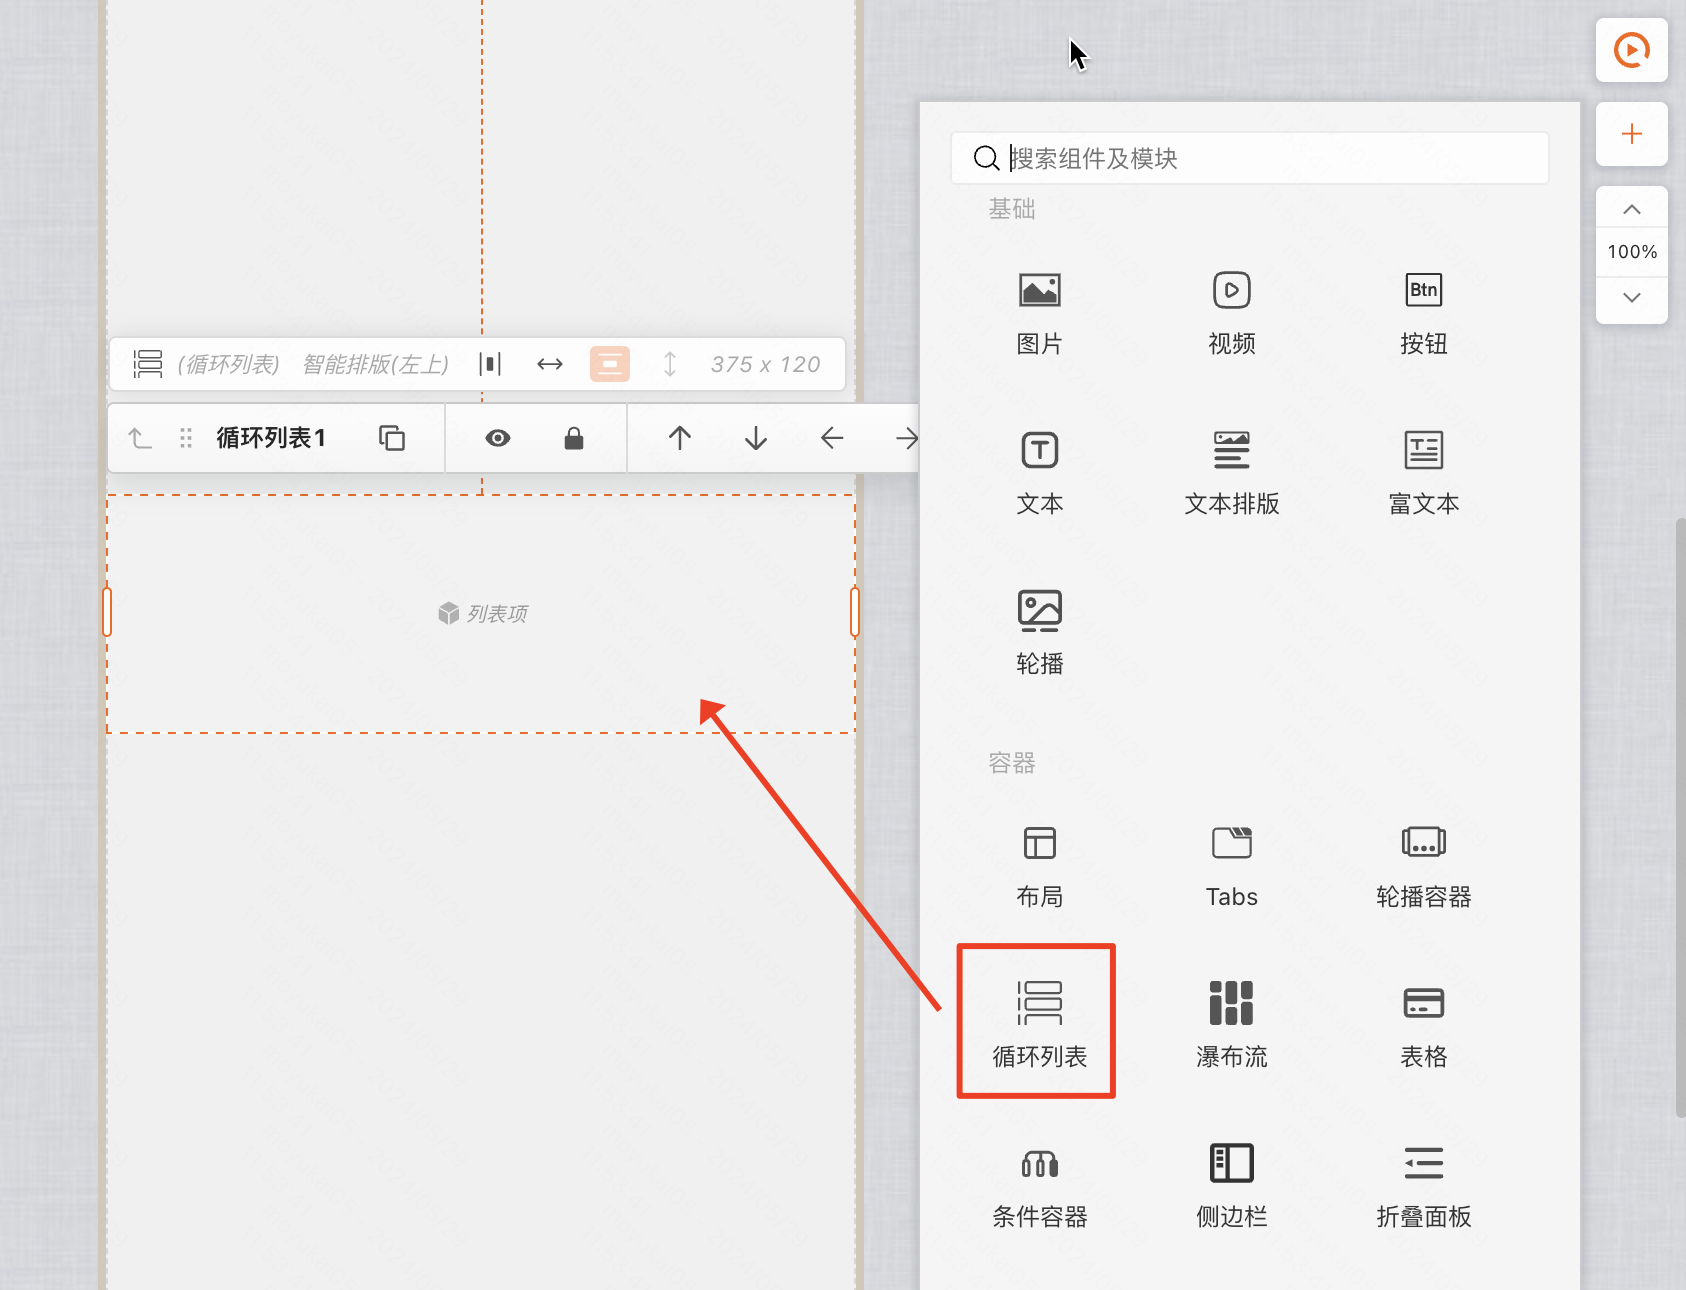 搜索组件及模块
基础
100%
图片
视频
Btn
按钮
(循环列表) 智能排版(左上) 375 x 120
循环列表1
文本
文本排版
富文本
列表项
轮播
容器
布局
Tabs
轮播容器
循环列表
瀑布流
表格
条件容器
侧边栏
折叠面板